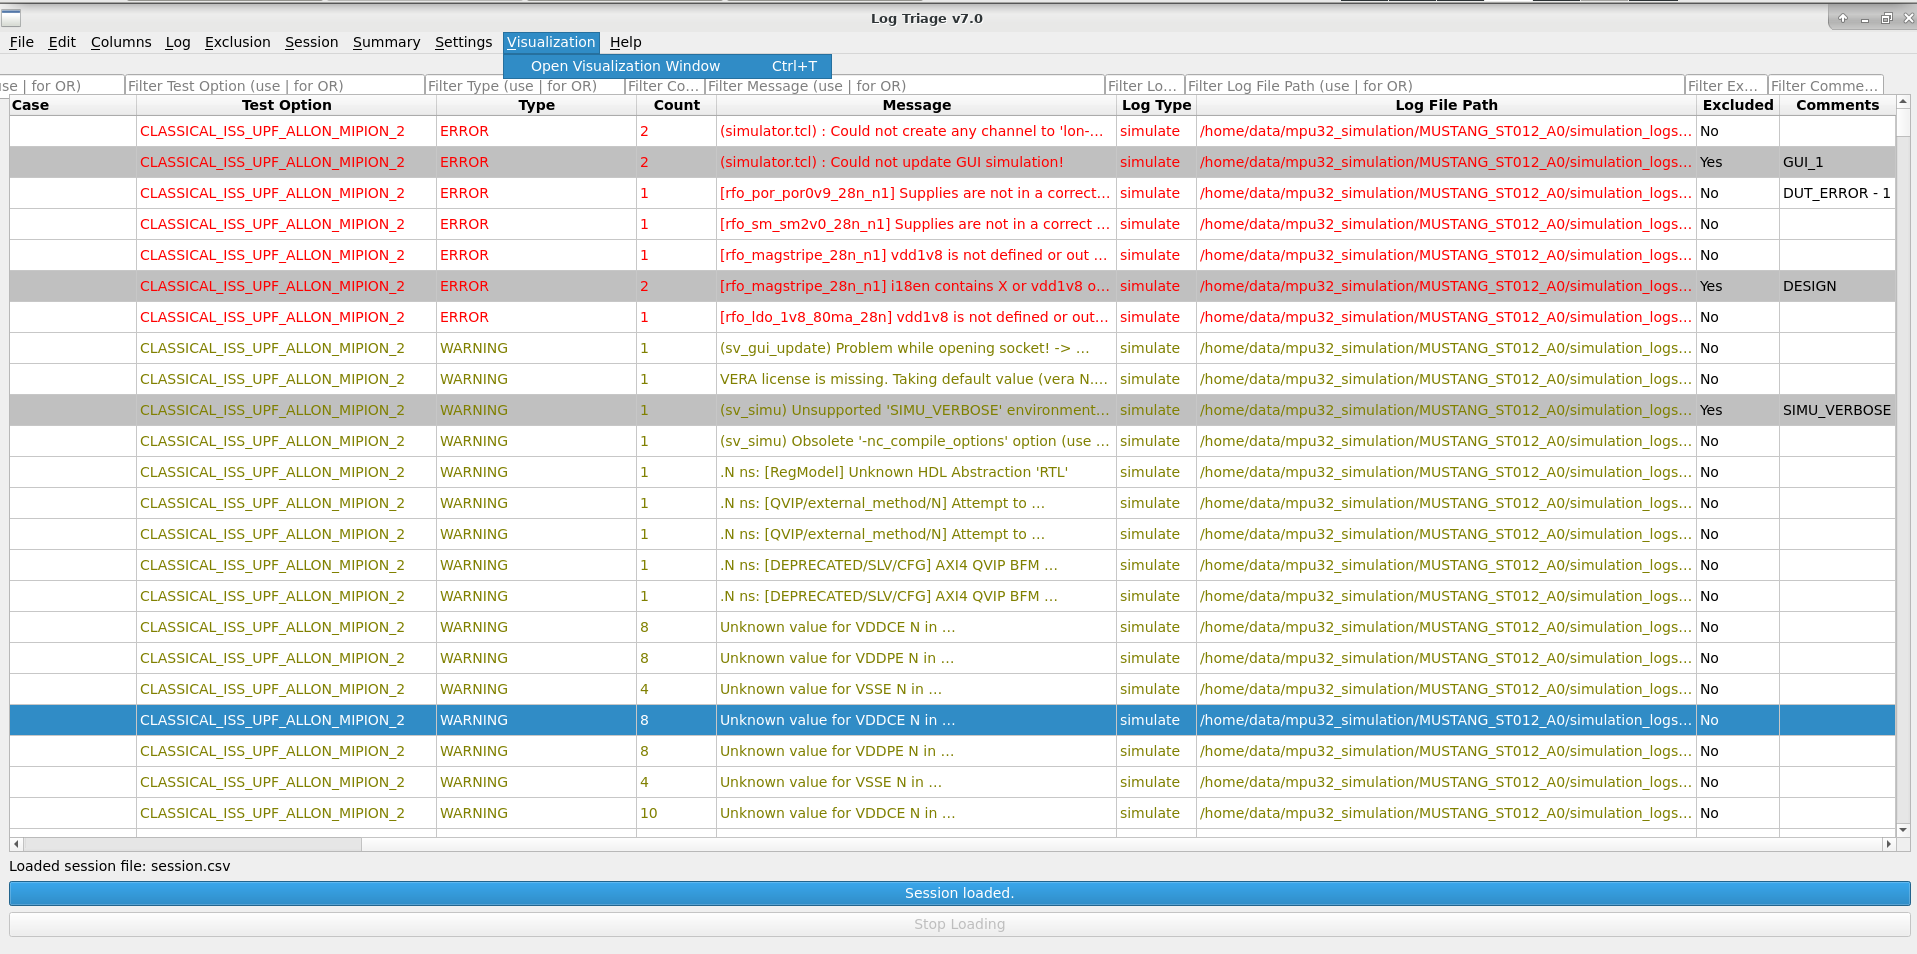 Log Triage v7.0
File Edit Columns Log Exclusion Session Summary Settings Visualization Help
Open Visualization Window Ctrl+T
se | for OR) Filter Test Option (use | for OR) Filter Type (use | for OR) Filter Co... Filter Message (use | for OR) Filter Lo... Filter Log File Path (use | for OR) Filter Ex... Filter Comme...
Case Test Option Type Count Message Log Type Log File Path Excluded Comments
CLASSICAL_ISS_UPF_ALLON_MIPION_2 ERROR 2 (simulator.tcl) : Could not create any channel to 'lon-... simulate /home/data/mpu32_simulation/MUSTANG_ST012_A0/simulation_logs... No
CLASSICAL_ISS_UPF_ALLON_MIPION_2 ERROR 2 (simulator.tcl) : Could not update GUI simulation! simulate /home/data/mpu32_simulation/MUSTANG_ST012_A0/simulation_logs... Yes GUI_1
CLASSICAL_ISS_UPF_ALLON_MIPION_2 ERROR 1 [rfo_por_por0v9_28n_n1] Supplies are not in a correct... simulate /home/data/mpu32_simulation/MUSTANG_ST012_A0/simulation_logs... No DUT_ERROR - 1
CLASSICAL_ISS_UPF_ALLON_MIPION_2 ERROR 1 [rfo_sm_sm2v0_28n_n1] Supplies are not in a correct ... simulate /home/data/mpu32_simulation/MUSTANG_ST012_A0/simulation_logs... No
CLASSICAL_ISS_UPF_ALLON_MIPION_2 ERROR 1 [rfo_magstripe_28n_n1] vdd1v8 is not defined or out ... simulate /home/data/mpu32_simulation/MUSTANG_ST012_A0/simulation_logs... No
CLASSICAL_ISS_UPF_ALLON_MIPION_2 ERROR 2 [rfo_magstripe_28n_n1] i18en contains X or vdd1v8 o... simulate /home/data/mpu32_simulation/MUSTANG_ST012_A0/simulation_logs... Yes DESIGN
CLASSICAL_ISS_UPF_ALLON_MIPION_2 ERROR 1 [rfo_ldo_1v8_80ma_28n] vdd1v8 is not defined or out... simulate /home/data/mpu32_simulation/MUSTANG_ST012_A0/simulation_logs... No
CLASSICAL_ISS_UPF_ALLON_MIPION_2 WARNING 1 (sv_gui_update) Problem while opening socket! -> ... simulate /home/data/mpu32_simulation/MUSTANG_ST012_A0/simulation_logs... No
CLASSICAL_ISS_UPF_ALLON_MIPION_2 WARNING 1 VERA license is missing. Taking default value (vera N.... simulate /home/data/mpu32_simulation/MUSTANG_ST012_A0/simulation_logs... No
CLASSICAL_ISS_UPF_ALLON_MIPION_2 WARNING 1 (sv_simu) Unsupported 'SIMU_VERBOSE' environment... simulate /home/data/mpu32_simulation/MUSTANG_ST012_A0/simulation_logs... Yes SIMU_VERBOSE
CLASSICAL_ISS_UPF_ALLON_MIPION_2 WARNING 1 (sv_simu) Obsolete '-nc_compile_options' option (use ... simulate /home/data/mpu32_simulation/MUSTANG_ST012_A0/simulation_logs... No
CLASSICAL_ISS_UPF_ALLON_MIPION_2 WARNING 1 .N ns: [RegModel] Unknown HDL Abstraction 'RTL' simulate /home/data/mpu32_simulation/MUSTANG_ST012_A0/simulation_logs... No
CLASSICAL_ISS_UPF_ALLON_MIPION_2 WARNING 1 .N ns: [QVIP/external_method/N] Attempt to ... simulate /home/data/mpu32_simulation/MUSTANG_ST012_A0/simulation_logs... No
CLASSICAL_ISS_UPF_ALLON_MIPION_2 WARNING 1 .N ns: [QVIP/external_method/N] Attempt to ... simulate /home/data/mpu32_simulation/MUSTANG_ST012_A0/simulation_logs... No
CLASSICAL_ISS_UPF_ALLON_MIPION_2 WARNING 1 .N ns: [DEPRECATED/SLV/CFG] AXI4 QVIP BFM ... simulate /home/data/mpu32_simulation/MUSTANG_ST012_A0/simulation_logs... No
CLASSICAL_ISS_UPF_ALLON_MIPION_2 WARNING 1 .N ns: [DEPRECATED/SLV/CFG] AXI4 QVIP BFM ... simulate /home/data/mpu32_simulation/MUSTANG_ST012_A0/simulation_logs... No
CLASSICAL_ISS_UPF_ALLON_MIPION_2 WARNING 8 Unknown value for VDDCE N in ... simulate /home/data/mpu32_simulation/MUSTANG_ST012_A0/simulation_logs... No
CLASSICAL_ISS_UPF_ALLON_MIPION_2 WARNING 8 Unknown value for VDDPE N in ... simulate /home/data/mpu32_simulation/MUSTANG_ST012_A0/simulation_logs... No
CLASSICAL_ISS_UPF_ALLON_MIPION_2 WARNING 4 Unknown value for VSSE N in ... simulate /home/data/mpu32_simulation/MUSTANG_ST012_A0/simulation_logs... No
CLASSICAL_ISS_UPF_ALLON_MIPION_2 WARNING 8 Unknown value for VDDCE N in ... simulate /home/data/mpu32_simulation/MUSTANG_ST012_A0/simulation_logs... No
CLASSICAL_ISS_UPF_ALLON_MIPION_2 WARNING 8 Unknown value for VDDPE N in ... simulate /home/data/mpu32_simulation/MUSTANG_ST012_A0/simulation_logs... No
CLASSICAL_ISS_UPF_ALLON_MIPION_2 WARNING 4 Unknown value for VSSE N in ... simulate /home/data/mpu32_simulation/MUSTANG_ST012_A0/simulation_logs... No
CLASSICAL_ISS_UPF_ALLON_MIPION_2 WARNING 10 Unknown value for VDDCE N in ... simulate /home/data/mpu32_simulation/MUSTANG_ST012_A0/simulation_logs... No
Loaded session file: session.csv
Session loaded.
Stop Loading